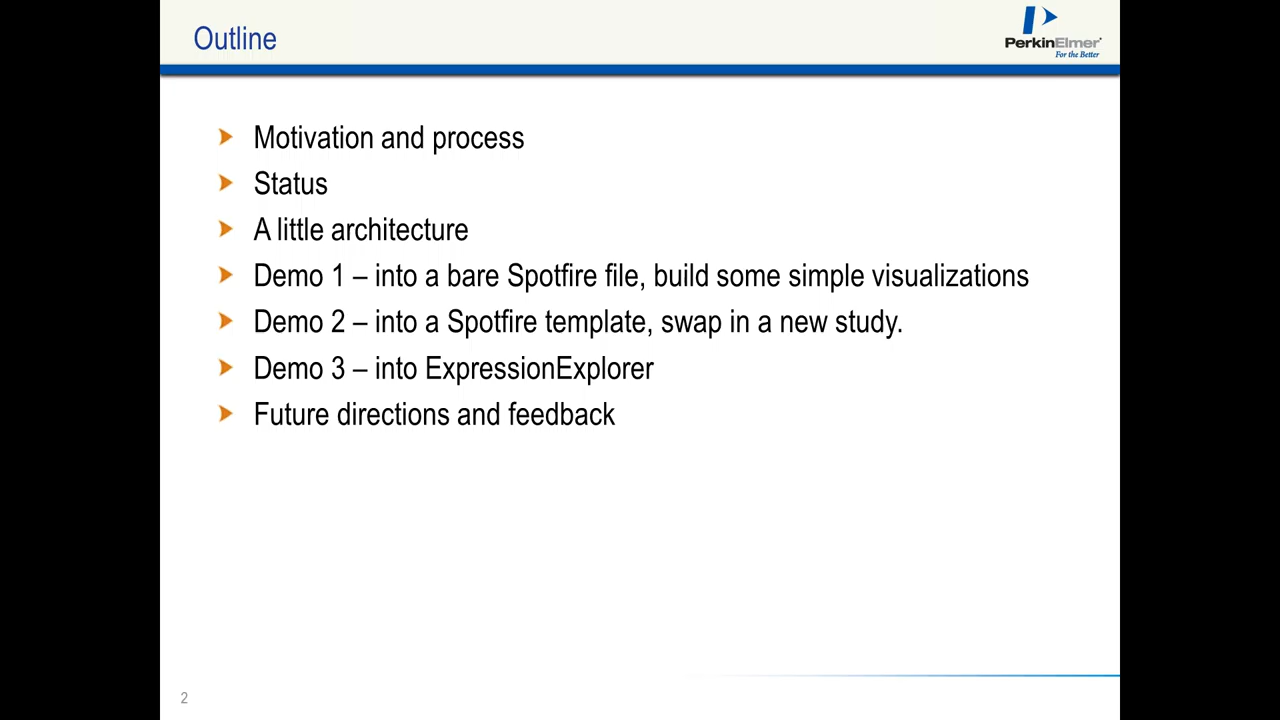 Outline
PerkinElmer
For the Better
Motivation and process
Status
A little architecture
Demo 1 – into a bare Spotfire file, build some simple visualizations
Demo 2 – into a Spotfire template, swap in a new study.
Demo 3 – into ExpressionExplorer
Future directions and feedback
2